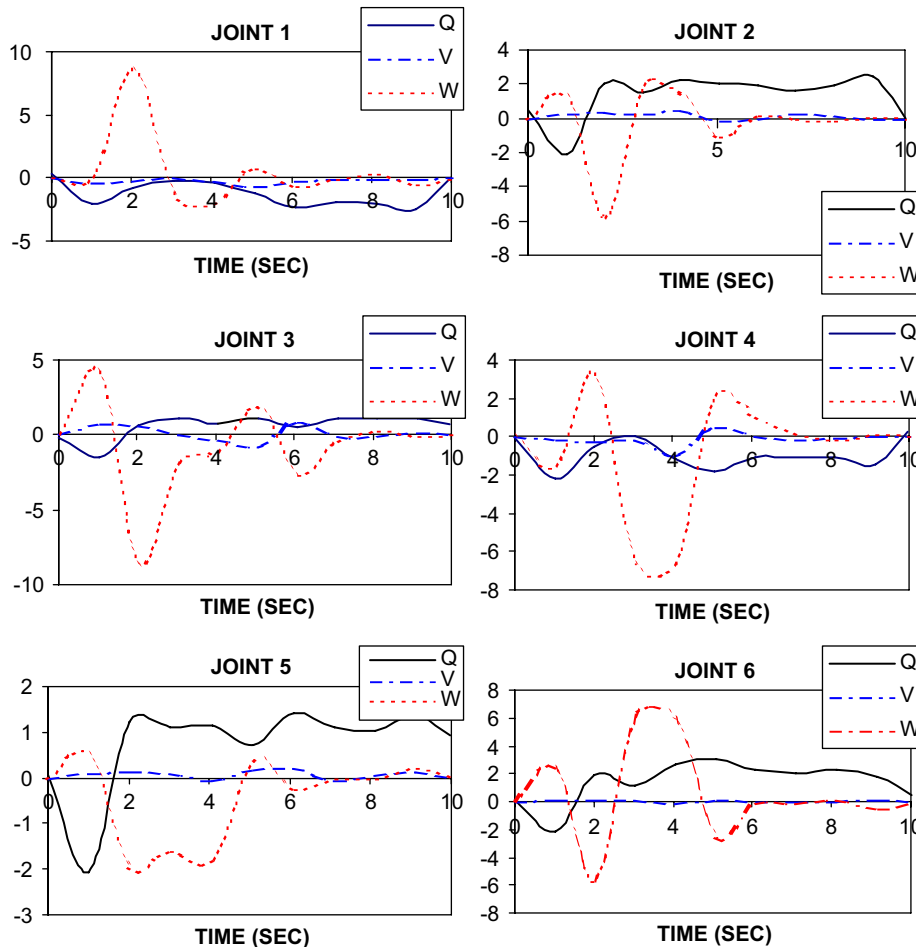 JOINT 1
Q
V
W
10
5
0
-5
0 2 4 6 8 10
TIME (SEC)
JOINT 2
4
2
0
-2
-4
-6
-8
0 5 10
Q
V
W
TIME (SEC)
JOINT 3
Q
V
W
5
0
-5
-10
0 2 4 6 8 10
TIME (SEC)
JOINT 4
Q
V
W
4
2
0
-2
-4
-6
-8
0 2 4 6 8 10
TIME (SEC)
JOINT 5
Q
V
W
2
1
0
-1
-2
-3
0 2 4 6 8 10
TIME (SEC)
JOINT 6
Q
V
W
8
6
4
2
0
-2
-4
-6
-8
0 2 4 6 8 10
TIME (SEC)